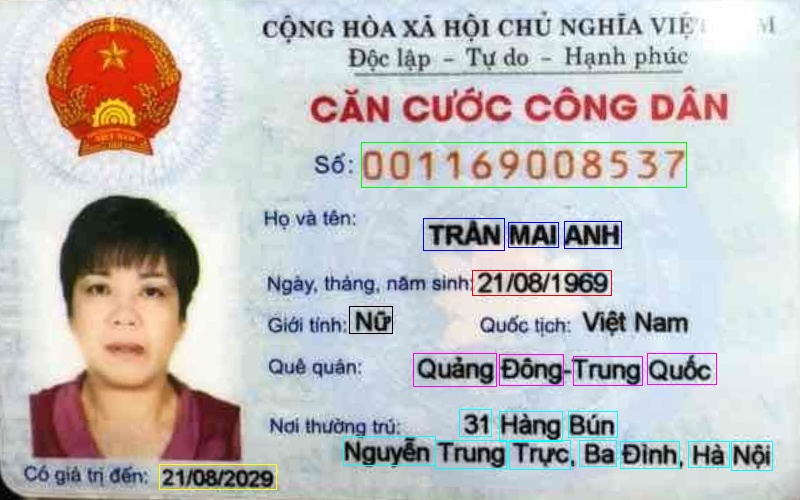 CỘNG HÒA XÃ HỘI CHỦ NGHĨA
Độc lập - Tự do - Hạnh phúc
CĂN CƯỚC CÔNG DÂN
Số: 001169008537
Họ và tên:
TRẦN MAI ANH
Ngày, tháng, năm sinh: 21/08/1969
Giới tính: Nữ Quốc tịch: Việt Nam
Quê quán: Quảng Đông-Trung Quốc
Nơi thường trú: 31 Hàng Bún
Nguyễn Trung Trực, Ba Đình, Hà Nội
Có giá trị đến: 21/08/2029